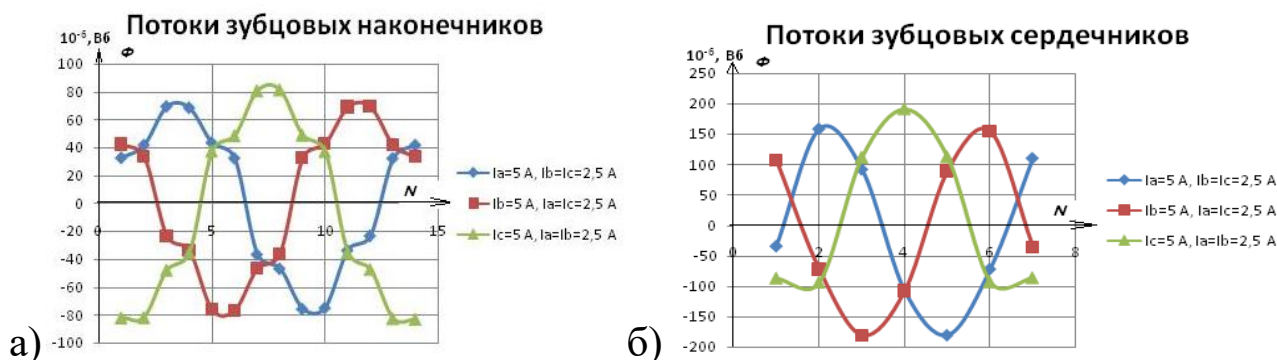 Потоки зубцовых наконечников
10⁻⁶, Вб
Ф
100
80
60
40
20
0
-20
-40
-60
-80
-100
0 5 10 15
N
Ia=5 A, Ib=Ic=2,5 A
Ib=5 A, Ia=Ic=2,5 A
Ic=5 A, Ia=Ib=2,5 A
а)
Потоки зубцовых сердечников
10⁻⁶, Вб
Ф
250
200
150
100
50
0
-50
-100
-150
-200
0 2 4 6 8
N
Ia=5 A, Ib=Ic=2,5 A
Ib=5 A, Ia=Ic=2,5 A
Ic=5 A, Ia=Ib=2,5 A
б)